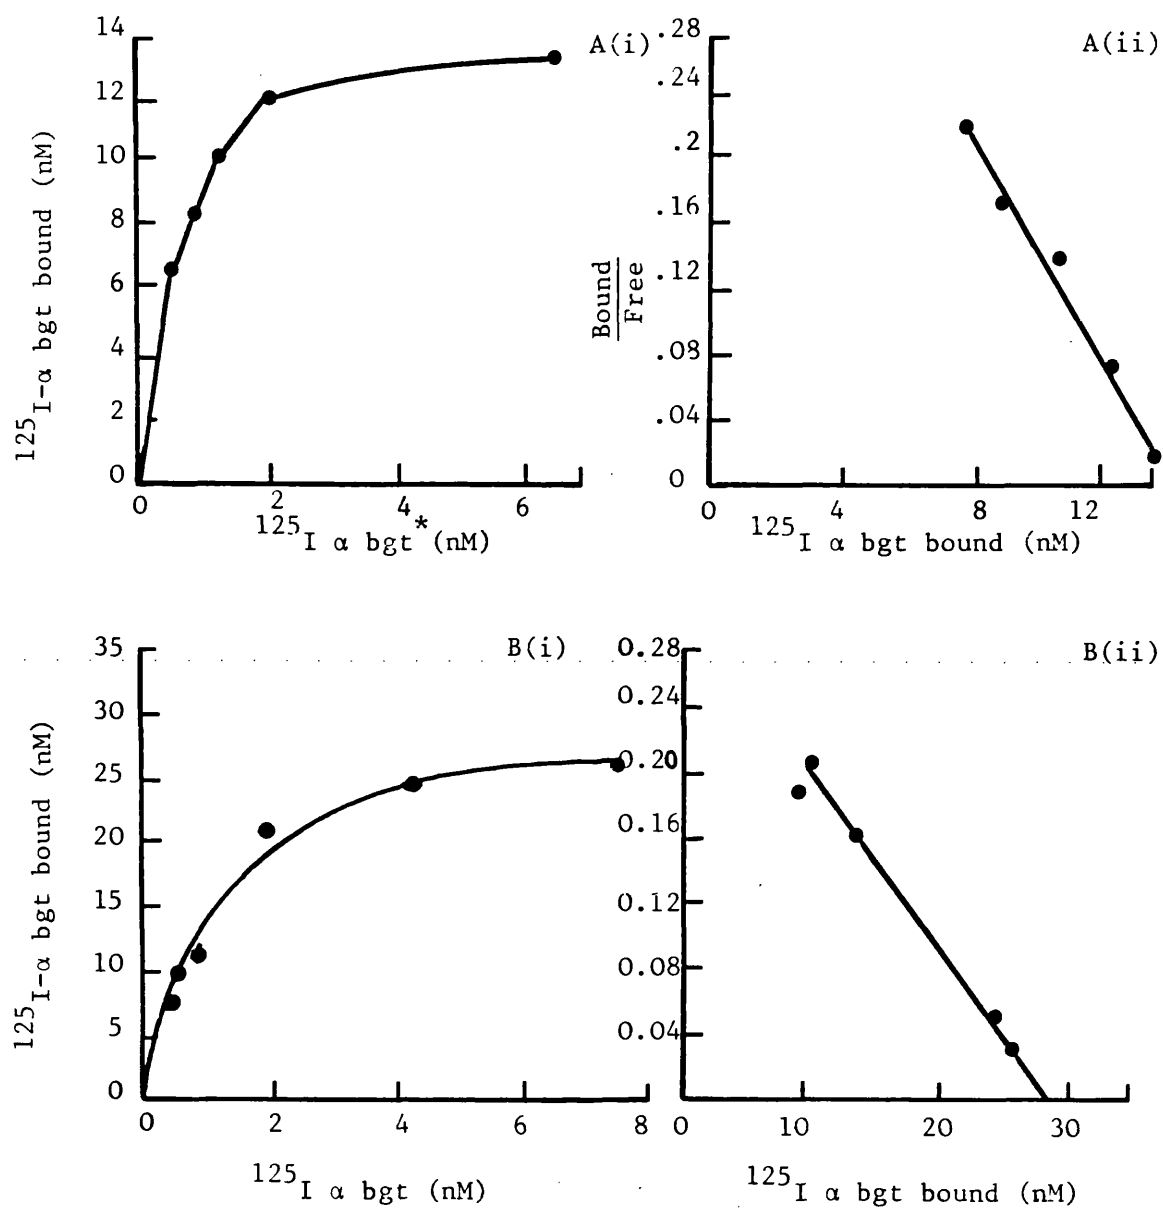 A(i)
14
12
10
8
6
4
2
0
125I-α bgt bound (nM)
0 2 4 6
125I α bgt* (nM)
A(ii)
.28
.24
.2
.16
.12
.08
.04
0
Bound
Free
0 4 8 12
125I α bgt bound (nM)
B(i)
35
30
25
20
15
10
5
0
125I-α bgt bound (nM)
0 2 4 6 8
125I α bgt (nM)
B(ii)
0.28
0.24
0.20
0.16
0.12
0.08
0.04
0 10 20 30
125I α bgt bound (nM)